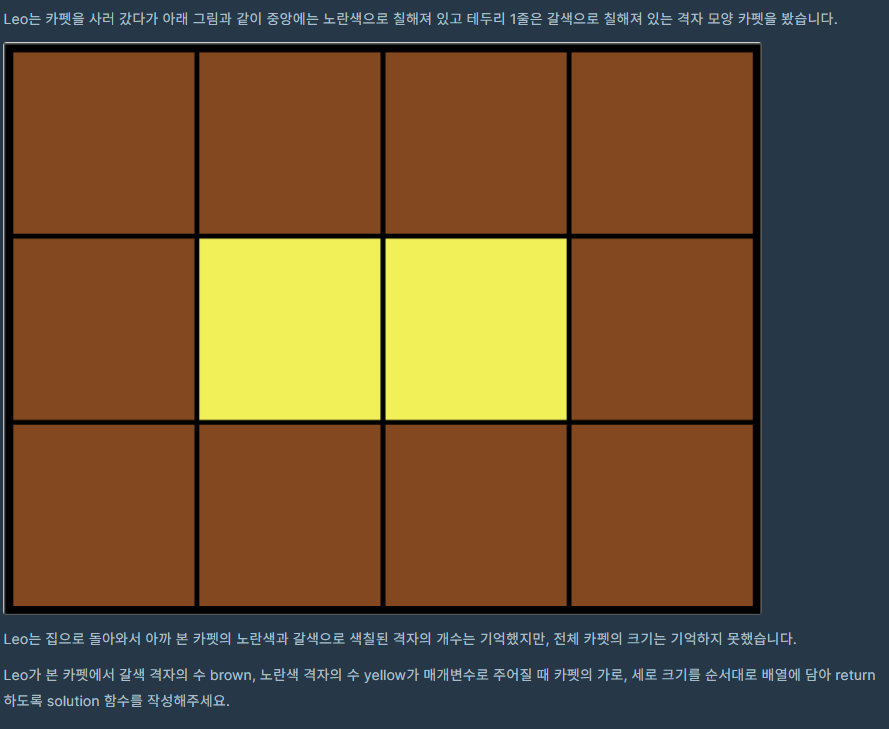 Leo는 카펫을 사러 갔다가 아래 그림과 같이 중앙에는 노란색으로 칠해져 있고 테두리 1줄은 갈색으로 칠해져 있는 격자 모양 카펫을 봤습니다.
Leo는 집으로 돌아와서 아까 본 카펫의 노란색과 갈색으로 색칠된 격자의 개수는 기억했지만, 전체 카펫의 크기는 기억하지 못했습니다.
Leo가 본 카펫에서 갈색 격자의 수 brown, 노란색 격자의 수 yellow가 매개변수로 주어질 때 카펫의 가로, 세로 크기를 순서대로 배열에 담아 return
하도록 solution 함수를 작성해주세요.